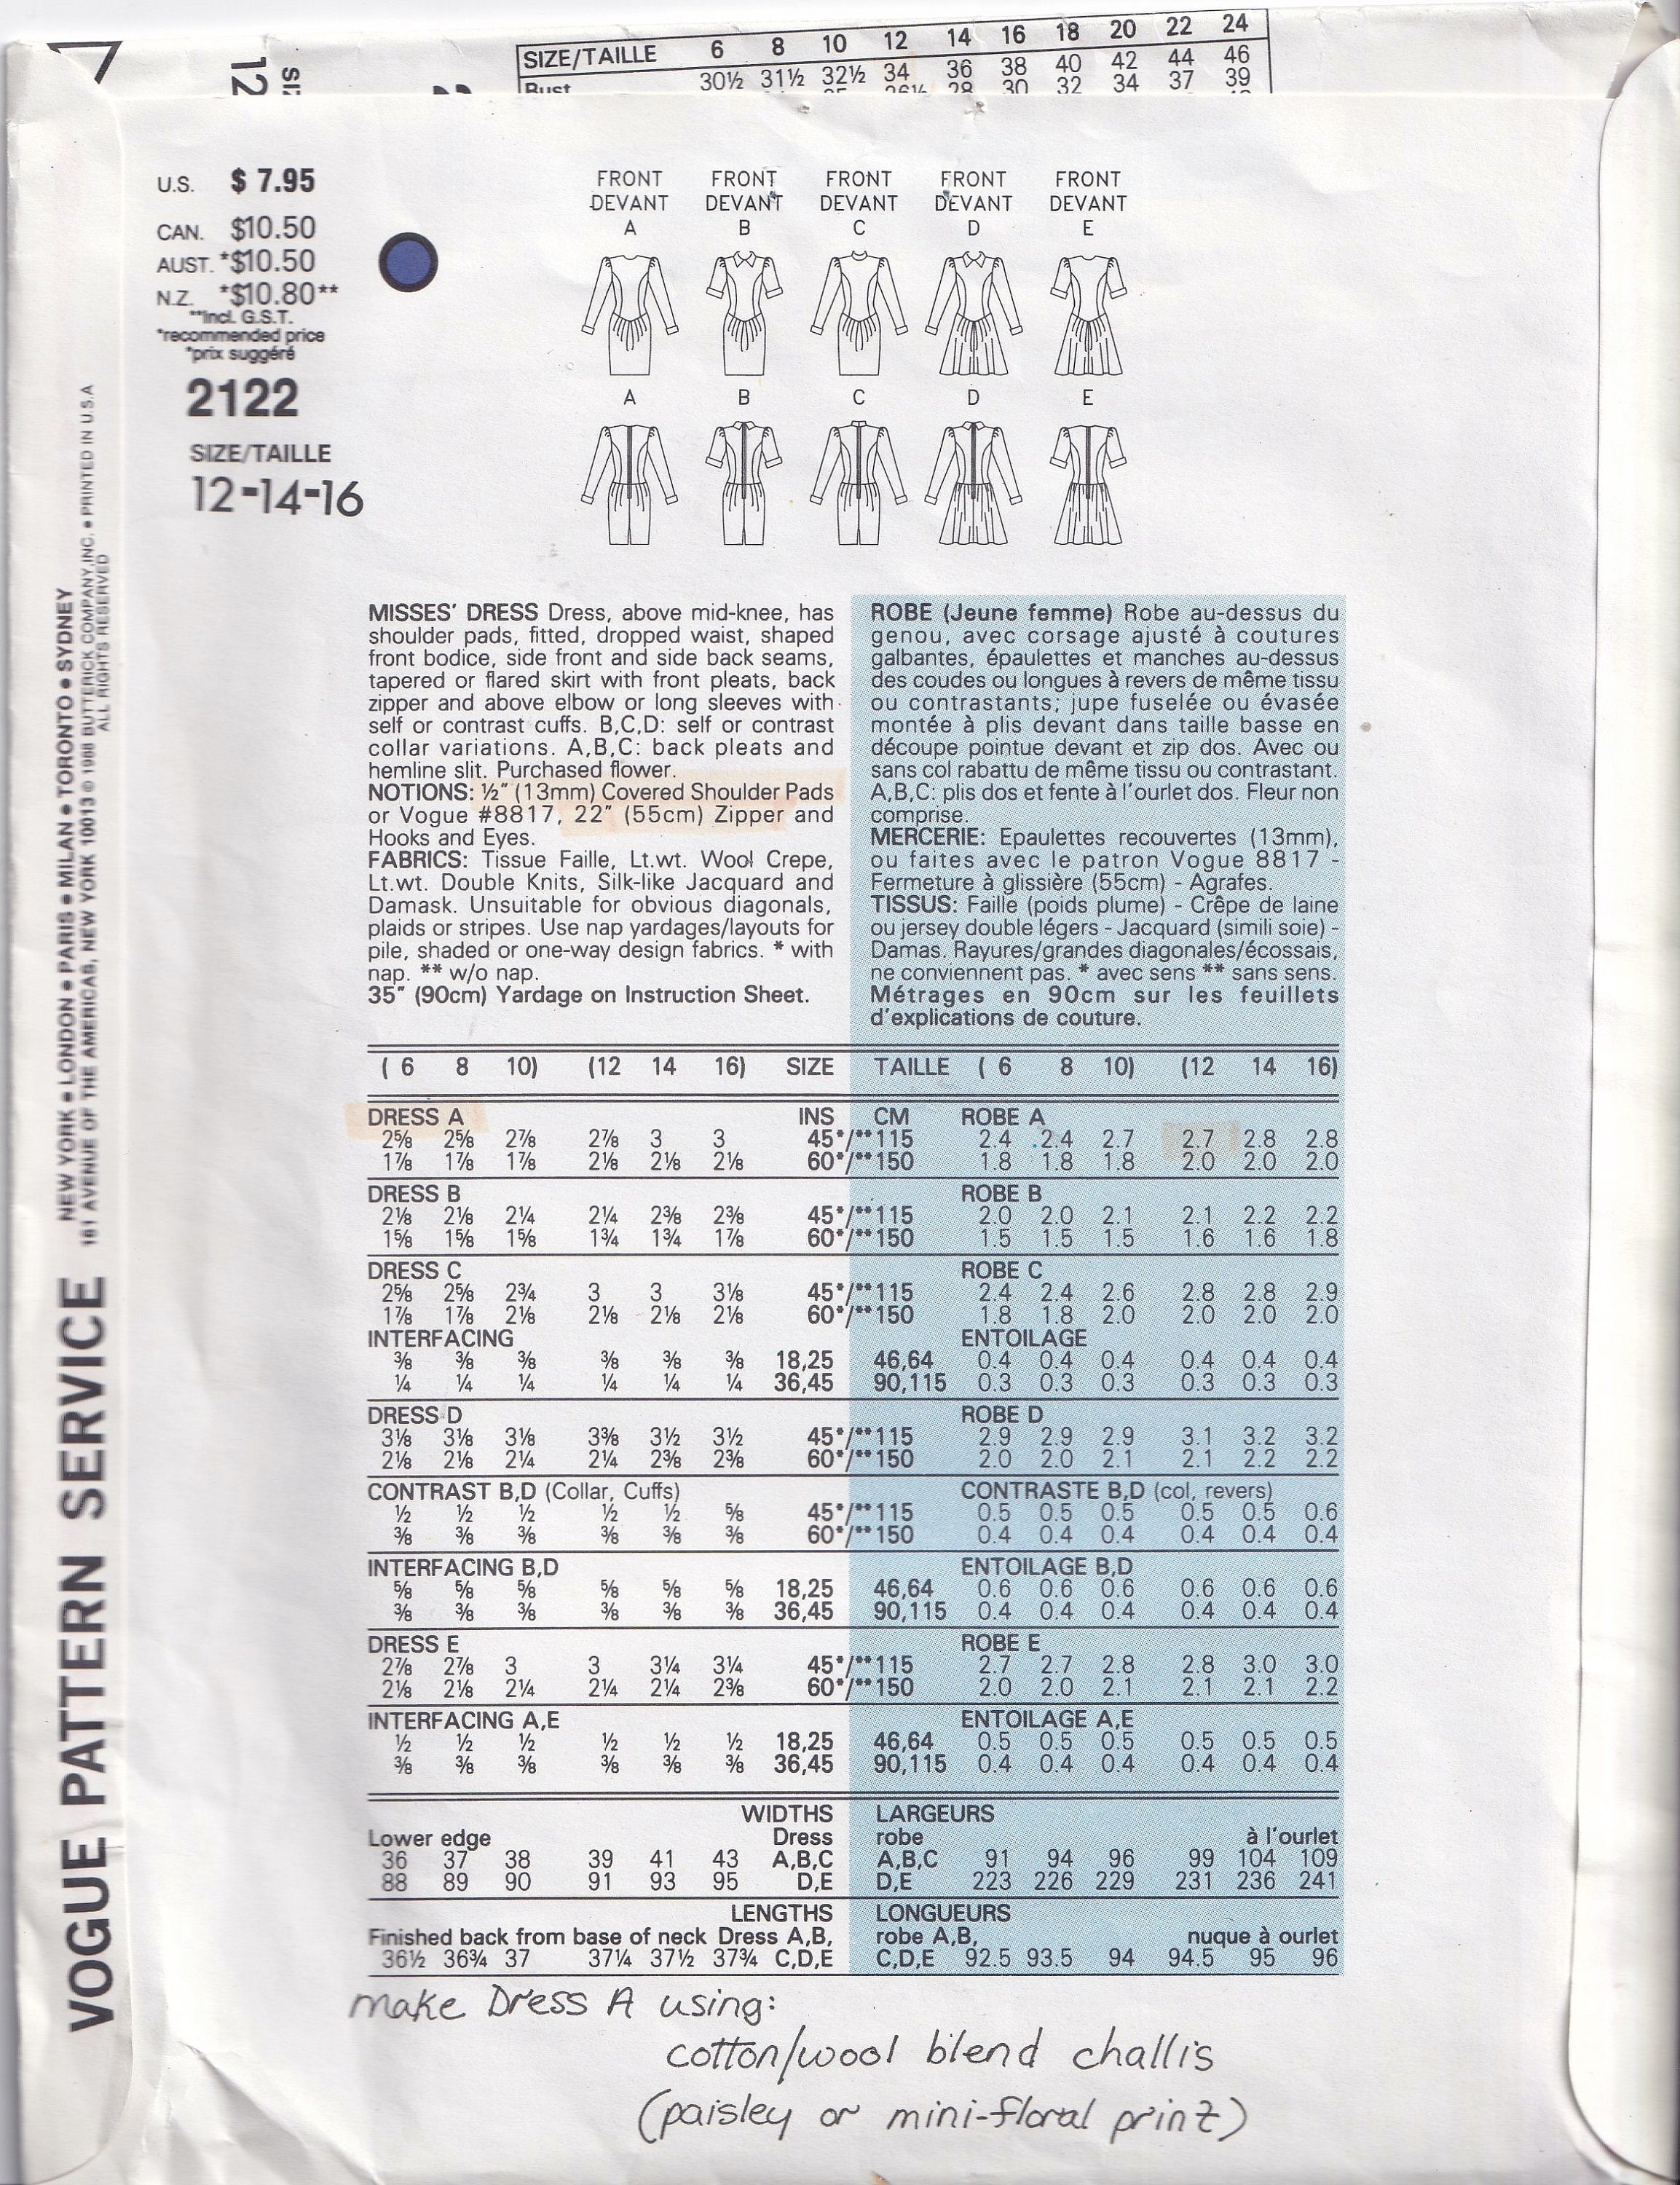 SIZE/TAILLE 6 8 10 12 14 16 18 20 22 24
Bust 30½ 31½ 32½ 34 36 38 40 42 44 46
28 30 32 34 37 39
12
U.S. $ 7.95
CAN. $10.50
AUST. *$10.50
N.Z. *$10.80**
**Incl. G.S.T.
*recommended price
*prix suggéré
2122
SIZE/TAILLE
12-14-16
FRONT FRONT FRONT FRONT FRONT
DEVANT DEVANT DEVANT DEVANT DEVANT
A B C D E
A B C D E
VOGUE PATTERN SERVICE
NEW YORK ● LONDON ● PARIS ● MILAN ● TORONTO ● SYDNEY
161 AVENUE OF THE AMERICAS, NEW YORK 10013 © 1988 BUTTERICK COMPANY, INC. ● PRINTED IN U.S.A
ALL RIGHTS RESERVED
MISSES' DRESS Dress, above mid-knee, has
shoulder pads, fitted, dropped waist, shaped
front bodice, side front and side back seams,
tapered or flared skirt with front pleats, back
zipper and above elbow or long sleeves with
self or contrast cuffs. B,C,D: self or contrast
collar variations. A,B,C: back pleats and
hemline slit. Purchased flower.
NOTIONS: ½" (13mm) Covered Shoulder Pads
or Vogue #8817, 22" (55cm) Zipper and
Hooks and Eyes.
FABRICS: Tissue Faille, Lt.wt. Wool Crepe,
Lt.wt. Double Knits, Silk-like Jacquard and
Damask. Unsuitable for obvious diagonals,
plaids or stripes. Use nap yardages/layouts for
pile, shaded or one-way design fabrics. * with
nap. ** w/o nap.
35" (90cm) Yardage on Instruction Sheet.
ROBE (Jeune femme) Robe au-dessus du
genou, avec corsage ajusté à coutures
galbantes, épaulettes et manches au-dessus
des coudes ou longues à revers de même tissu
ou contrastants; jupe fuselée ou évasée
montée à plis devant dans taille basse en
découpe pointue devant et zip dos. Avec ou
sans col rabattu de même tissu ou contrastant.
A,B,C: plis dos et fente à l'ourlet dos. Fleur non
comprise.
MERCERIE: Epaulettes recouvertes (13mm),
ou faites avec le patron Vogue 8817 -
Fermeture à glissière (55cm) - Agrafes.
TISSUS: Faille (poids plume) - Crêpe de laine
ou jersey double légers - Jacquard (simili soie) -
Damas. Rayures/grandes diagonales/écossais,
ne conviennent pas. * avec sens ** sans sens.
Métrages en 90cm sur les feuillets
d'explications de couture.
( 6 8 10) (12 14 16) SIZE TAILLE ( 6 8 10) (12 14 16)
DRESS A INS CM ROBE A
2⅝ 2⅝ 2⅞ 2⅞ 3 3 45*/**115 2.4 2.4 2.7 2.7 2.8 2.8
1⅞ 1⅞ 1⅞ 2⅛ 2⅛ 2⅛ 60*/**150 1.8 1.8 1.8 2.0 2.0 2.0
DRESS B ROBE B
2⅛ 2⅛ 2¼ 2¼ 2⅜ 2⅜ 45*/**115 2.0 2.0 2.1 2.1 2.2 2.2
1⅝ 1⅝ 1⅝ 1¾ 1¾ 1⅞ 60*/**150 1.5 1.5 1.5 1.6 1.6 1.8
DRESS C ROBE C
2⅝ 2⅝ 2¾ 3 3 3⅛ 45*/**115 2.4 2.4 2.6 2.8 2.8 2.9
1⅞ 1⅞ 2⅛ 2⅛ 2⅛ 2⅛ 60*/**150 1.8 1.8 2.0 2.0 2.0 2.0
INTERFACING ENTOILAGE
⅜ ⅜ ⅜ ⅜ ⅜ ⅜ 18,25 46,64 0.4 0.4 0.4 0.4 0.4 0.4
¼ ¼ ¼ ¼ ¼ ¼ 36,45 90,115 0.3 0.3 0.3 0.3 0.3 0.3
DRESS D ROBE D
3⅛ 3⅛ 3⅛ 3⅜ 3½ 3½ 45*/**115 2.9 2.9 2.9 3.1 3.2 3.2
2⅛ 2⅛ 2¼ 2¼ 2⅜ 2⅜ 60*/**150 2.0 2.0 2.1 2.1 2.2 2.2
CONTRAST B,D (Collar, Cuffs) CONTRASTE B,D (col, revers)
½ ½ ½ ½ ½ ⅝ 45*/**115 0.5 0.5 0.5 0.5 0.5 0.6
⅜ ⅜ ⅜ ⅜ ⅜ ⅜ 60*/**150 0.4 0.4 0.4 0.4 0.4 0.4
INTERFACING B,D ENTOILAGE B,D
⅝ ⅝ ⅝ ⅝ ⅝ ⅝ 18,25 46,64 0.6 0.6 0.6 0.6 0.6 0.6
⅜ ⅜ ⅜ ⅜ ⅜ ⅜ 36,45 90,115 0.4 0.4 0.4 0.4 0.4 0.4
DRESS E ROBE E
2⅞ 2⅞ 3 3 3¼ 3¼ 45*/**115 2.7 2.7 2.8 2.8 3.0 3.0
2⅛ 2⅛ 2¼ 2¼ 2¼ 2⅜ 60*/**150 2.0 2.0 2.1 2.1 2.1 2.2
INTERFACING A,E ENTOILAGE A,E
½ ½ ½ ½ ½ ½ 18,25 46,64 0.5 0.5 0.5 0.5 0.5 0.5
⅜ ⅜ ⅜ ⅜ ⅜ ⅜ 36,45 90,115 0.4 0.4 0.4 0.4 0.4 0.4
WIDTHS LARGEURS
Lower edge Dress robe à l'ourlet
36 37 38 39 41 43 A,B,C A,B,C 91 94 96 99 104 109
88 89 90 91 93 95 D,E D,E 223 226 229 231 236 241
LENGTHS LONGUEURS
Finished back from base of neck Dress A,B, robe A,B, nuque à ourlet
36½ 36¾ 37 37¼ 37½ 37¾ C,D,E C,D,E 92.5 93.5 94 94.5 95 96
make Dress A using:
cotton/wool blend challis
(paisley or mini-floral print)